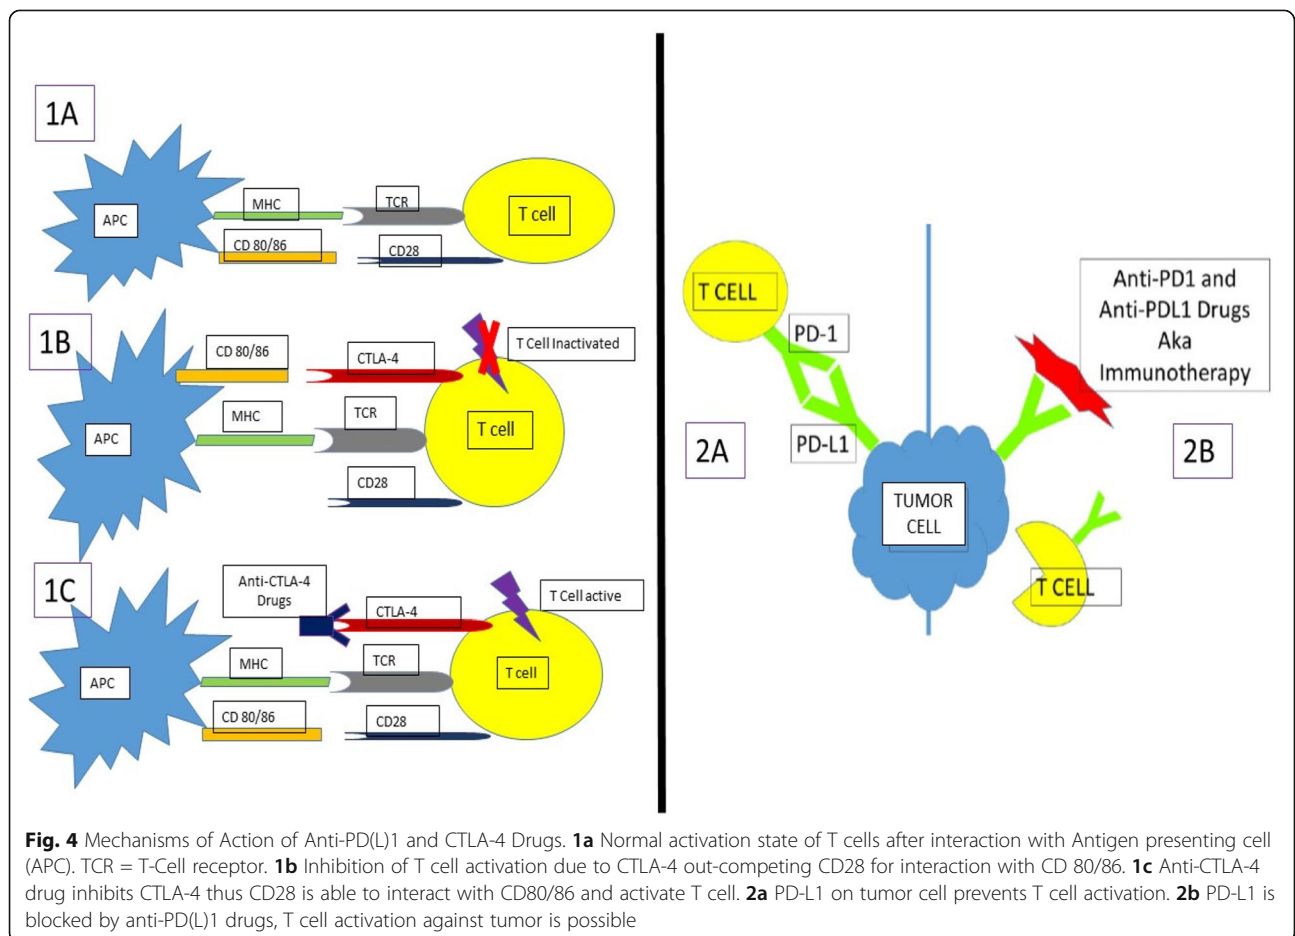 1A
APC
MHC
TCR
T cell
CD 80/86
CD28
1B
CD 80/86
CTLA-4
T Cell Inactivated
APC
MHC
TCR
T cell
CD28
1C
Anti-CTLA-4
Drugs
CTLA-4
T Cell active
APC
MHC
TCR
T cell
CD 80/86
CD28
T CELL
PD-1
PD-L1
2A
TUMOR
CELL
Anti-PD1 and
Anti-PDL1 Drugs
Aka
Immunotherapy
2B
T CELL
Fig. 4 Mechanisms of Action of Anti-PD(L)1 and CTLA-4 Drugs. 1a Normal activation state of T cells after interaction with Antigen presenting cell
(APC). TCR = T-Cell receptor. 1b Inhibition of T cell activation due to CTLA-4 out-competing CD28 for interaction with CD 80/86. 1c Anti-CTLA-4
drug inhibits CTLA-4 thus CD28 is able to interact with CD80/86 and activate T cell. 2a PD-L1 on tumor cell prevents T cell activation. 2b PD-L1 is
blocked by anti-PD(L)1 drugs, T cell activation against tumor is possible